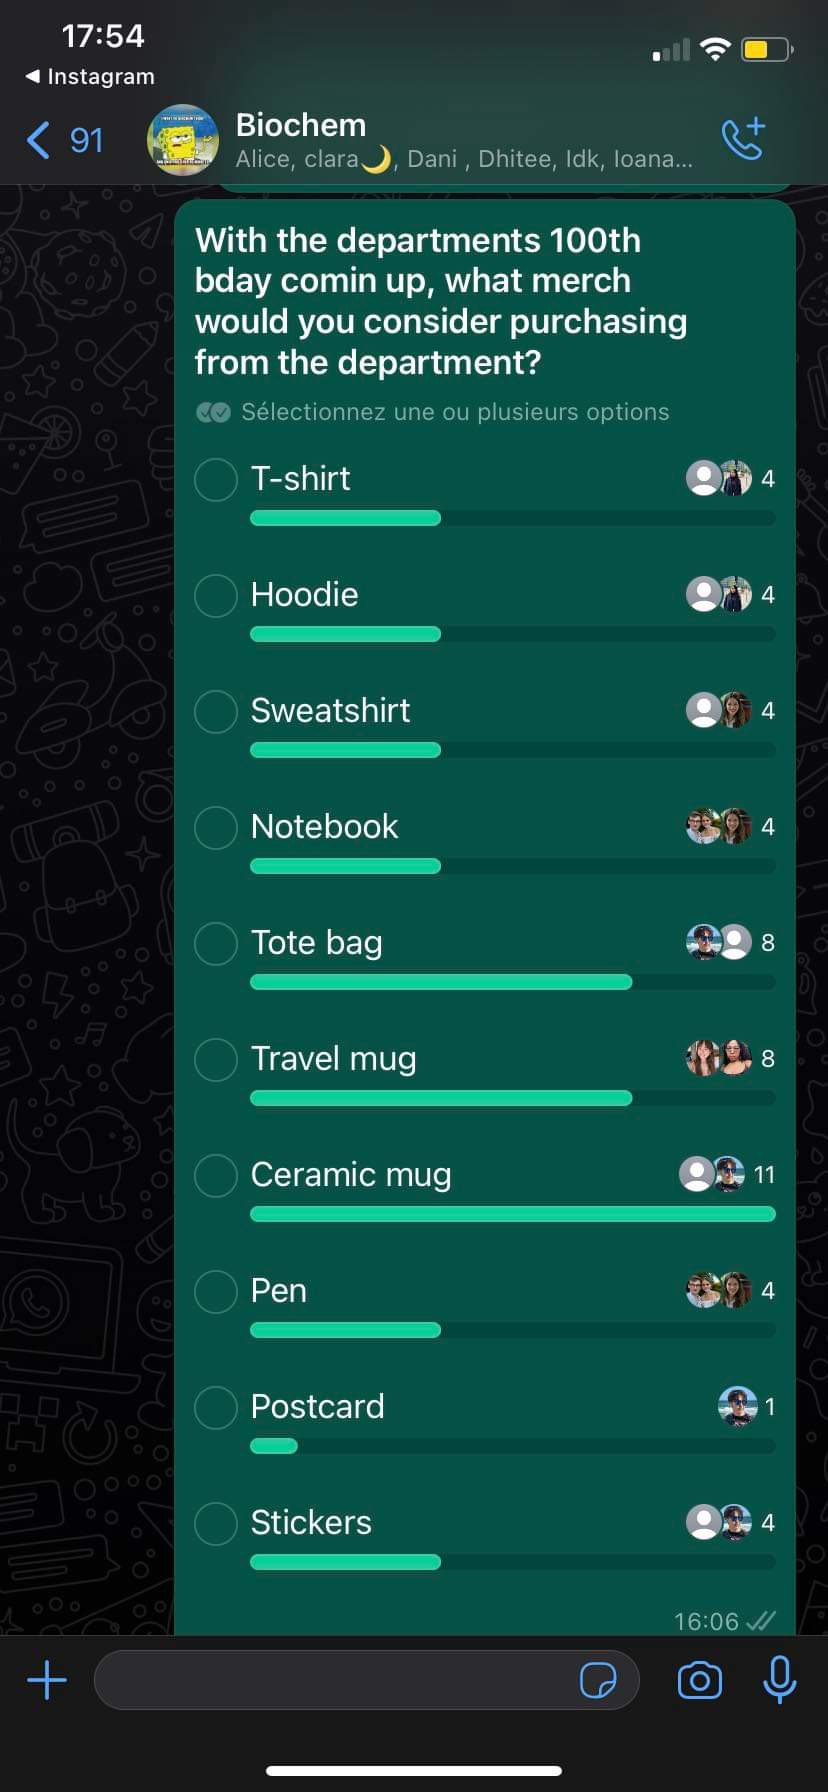 17:54
◀ Instagram
91
Biochem
Alice, clara🌙, Dani , Dhitee, Idk, Ioana...
With the departments 100th
bday comin up, what merch
would you consider purchasing
from the department?
Sélectionnez une ou plusieurs options
T-shirt 4
Hoodie 4
Sweatshirt 4
Notebook 4
Tote bag 8
Travel mug 8
Ceramic mug 11
Pen 4
Postcard 1
Stickers 4
16:06